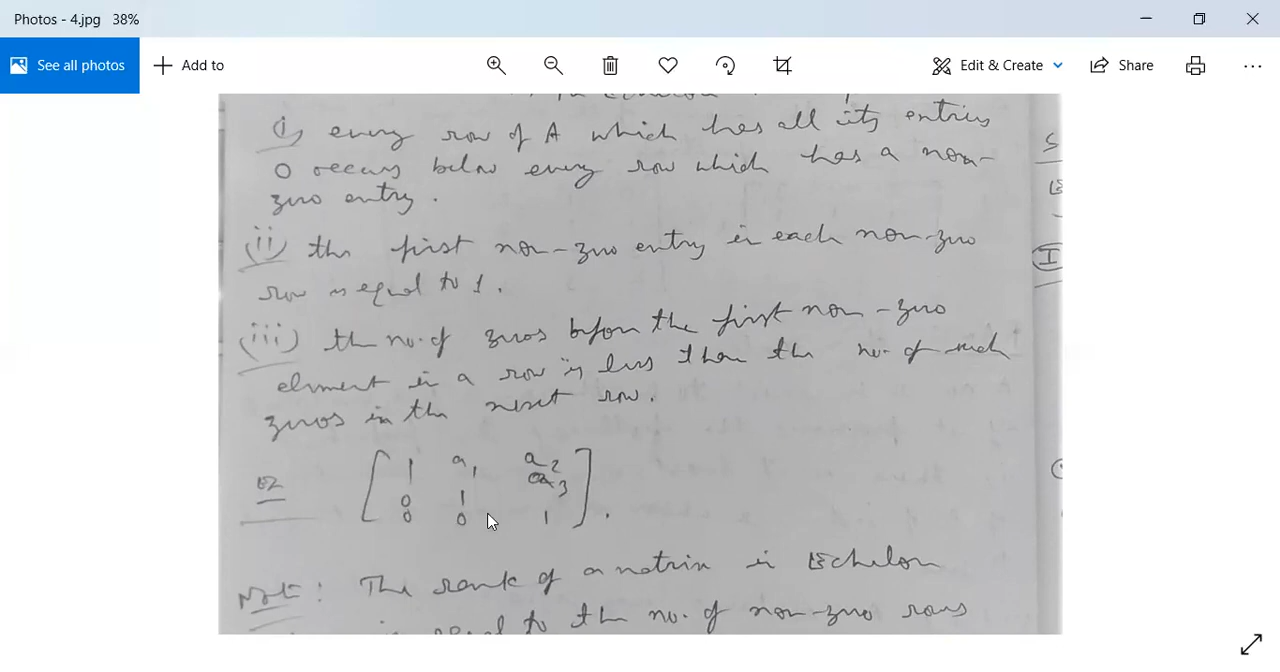 Photos - 4.jpg 38%
See all photos
Add to
Edit & Create
Share
(i) every row of A which has all its entries
0 occurs below every row which has a non-
zero entry.
(ii) the first non-zero entry in each non-zero
row is equal to 1.
(iii) the no. of zeros before the first non-zero
element in a row is less than the no. of such
zeros in the next row.
Ex
1 a1 a2
0 1 a3
0 0 1 .
Note: The rank of a matrix in Echelon
is equal to the no. of non-zero rows